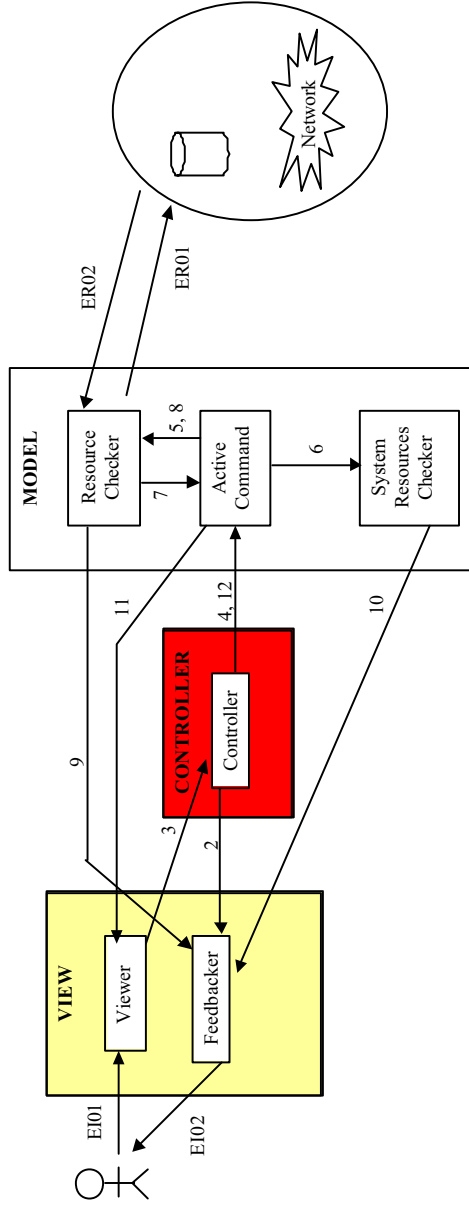 EI01
EI02
VIEW
Viewer
Feedbacker
9
3
2
11
CONTROLLER
Controller
4, 12
10
MODEL
Resource
Checker
7
5, 8
Active
Command
6
System
Resources
Checker
ER02
ER01
Network